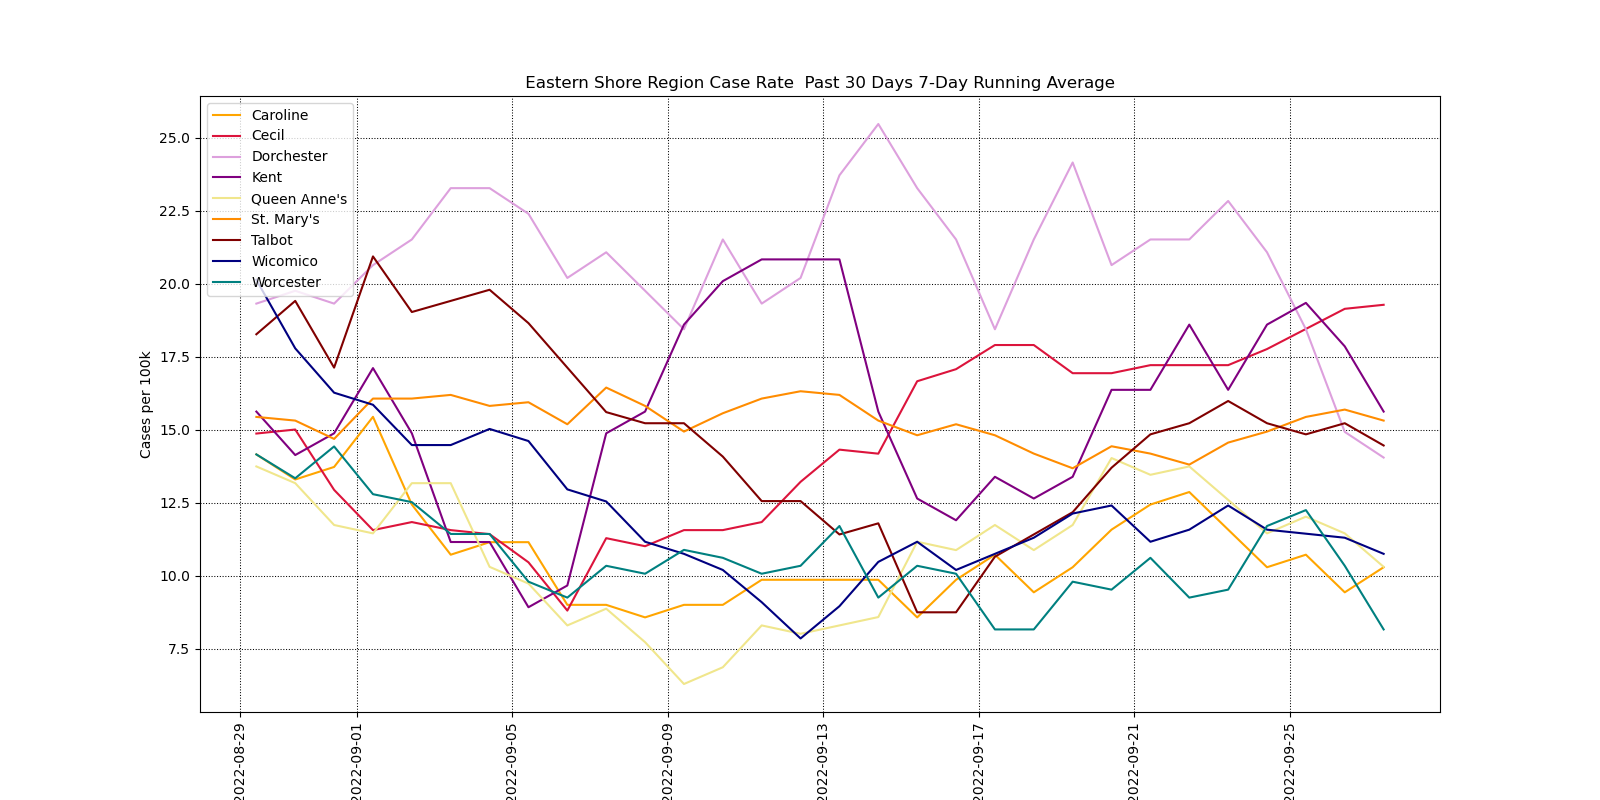 Eastern Shore Region Case Rate  Past 30 Days 7-Day Running Average
Caroline
Cecil
Dorchester
Kent
Queen Anne's
St. Mary's
Talbot
Wicomico
Worcester
Cases per 100k
25.0
22.5
20.0
17.5
15.0
12.5
10.0
7.5
2022-08-29
2022-09-01
2022-09-05
2022-09-09
2022-09-13
2022-09-17
2022-09-21
2022-09-25